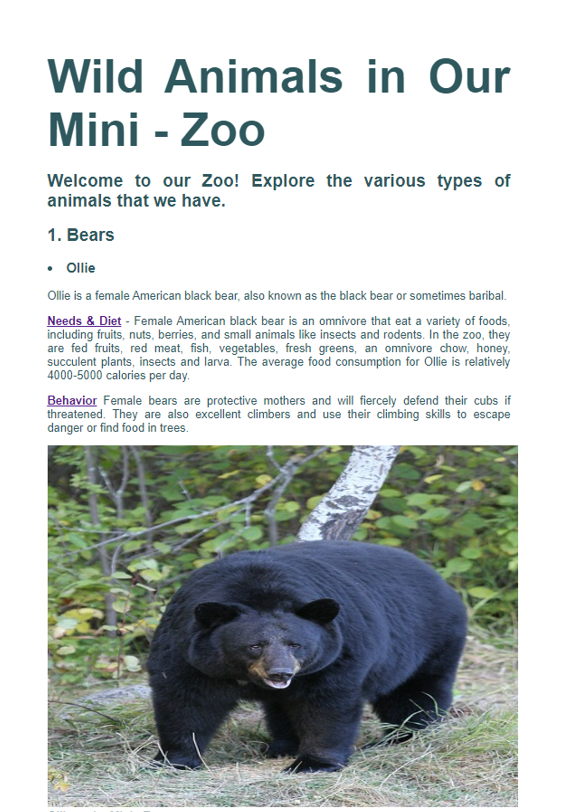 Wild Animals in Our
Mini - Zoo
Welcome to our Zoo! Explore the various types of
animals that we have.
1. Bears
• Ollie
Ollie is a female American black bear, also known as the black bear or sometimes baribal.
Needs & Diet - Female American black bear is an omnivore that eat a variety of foods,
including fruits, nuts, berries, and small animals like insects and rodents. In the zoo, they
are fed fruits, red meat, fish, vegetables, fresh greens, an omnivore chow, honey,
succulent plants, insects and larva. The average food consumption for Ollie is relatively
4000-5000 calories per day.
Behavior Female bears are protective mothers and will fiercely defend their cubs if
threatened. They are also excellent climbers and use their climbing skills to escape
danger or find food in trees.